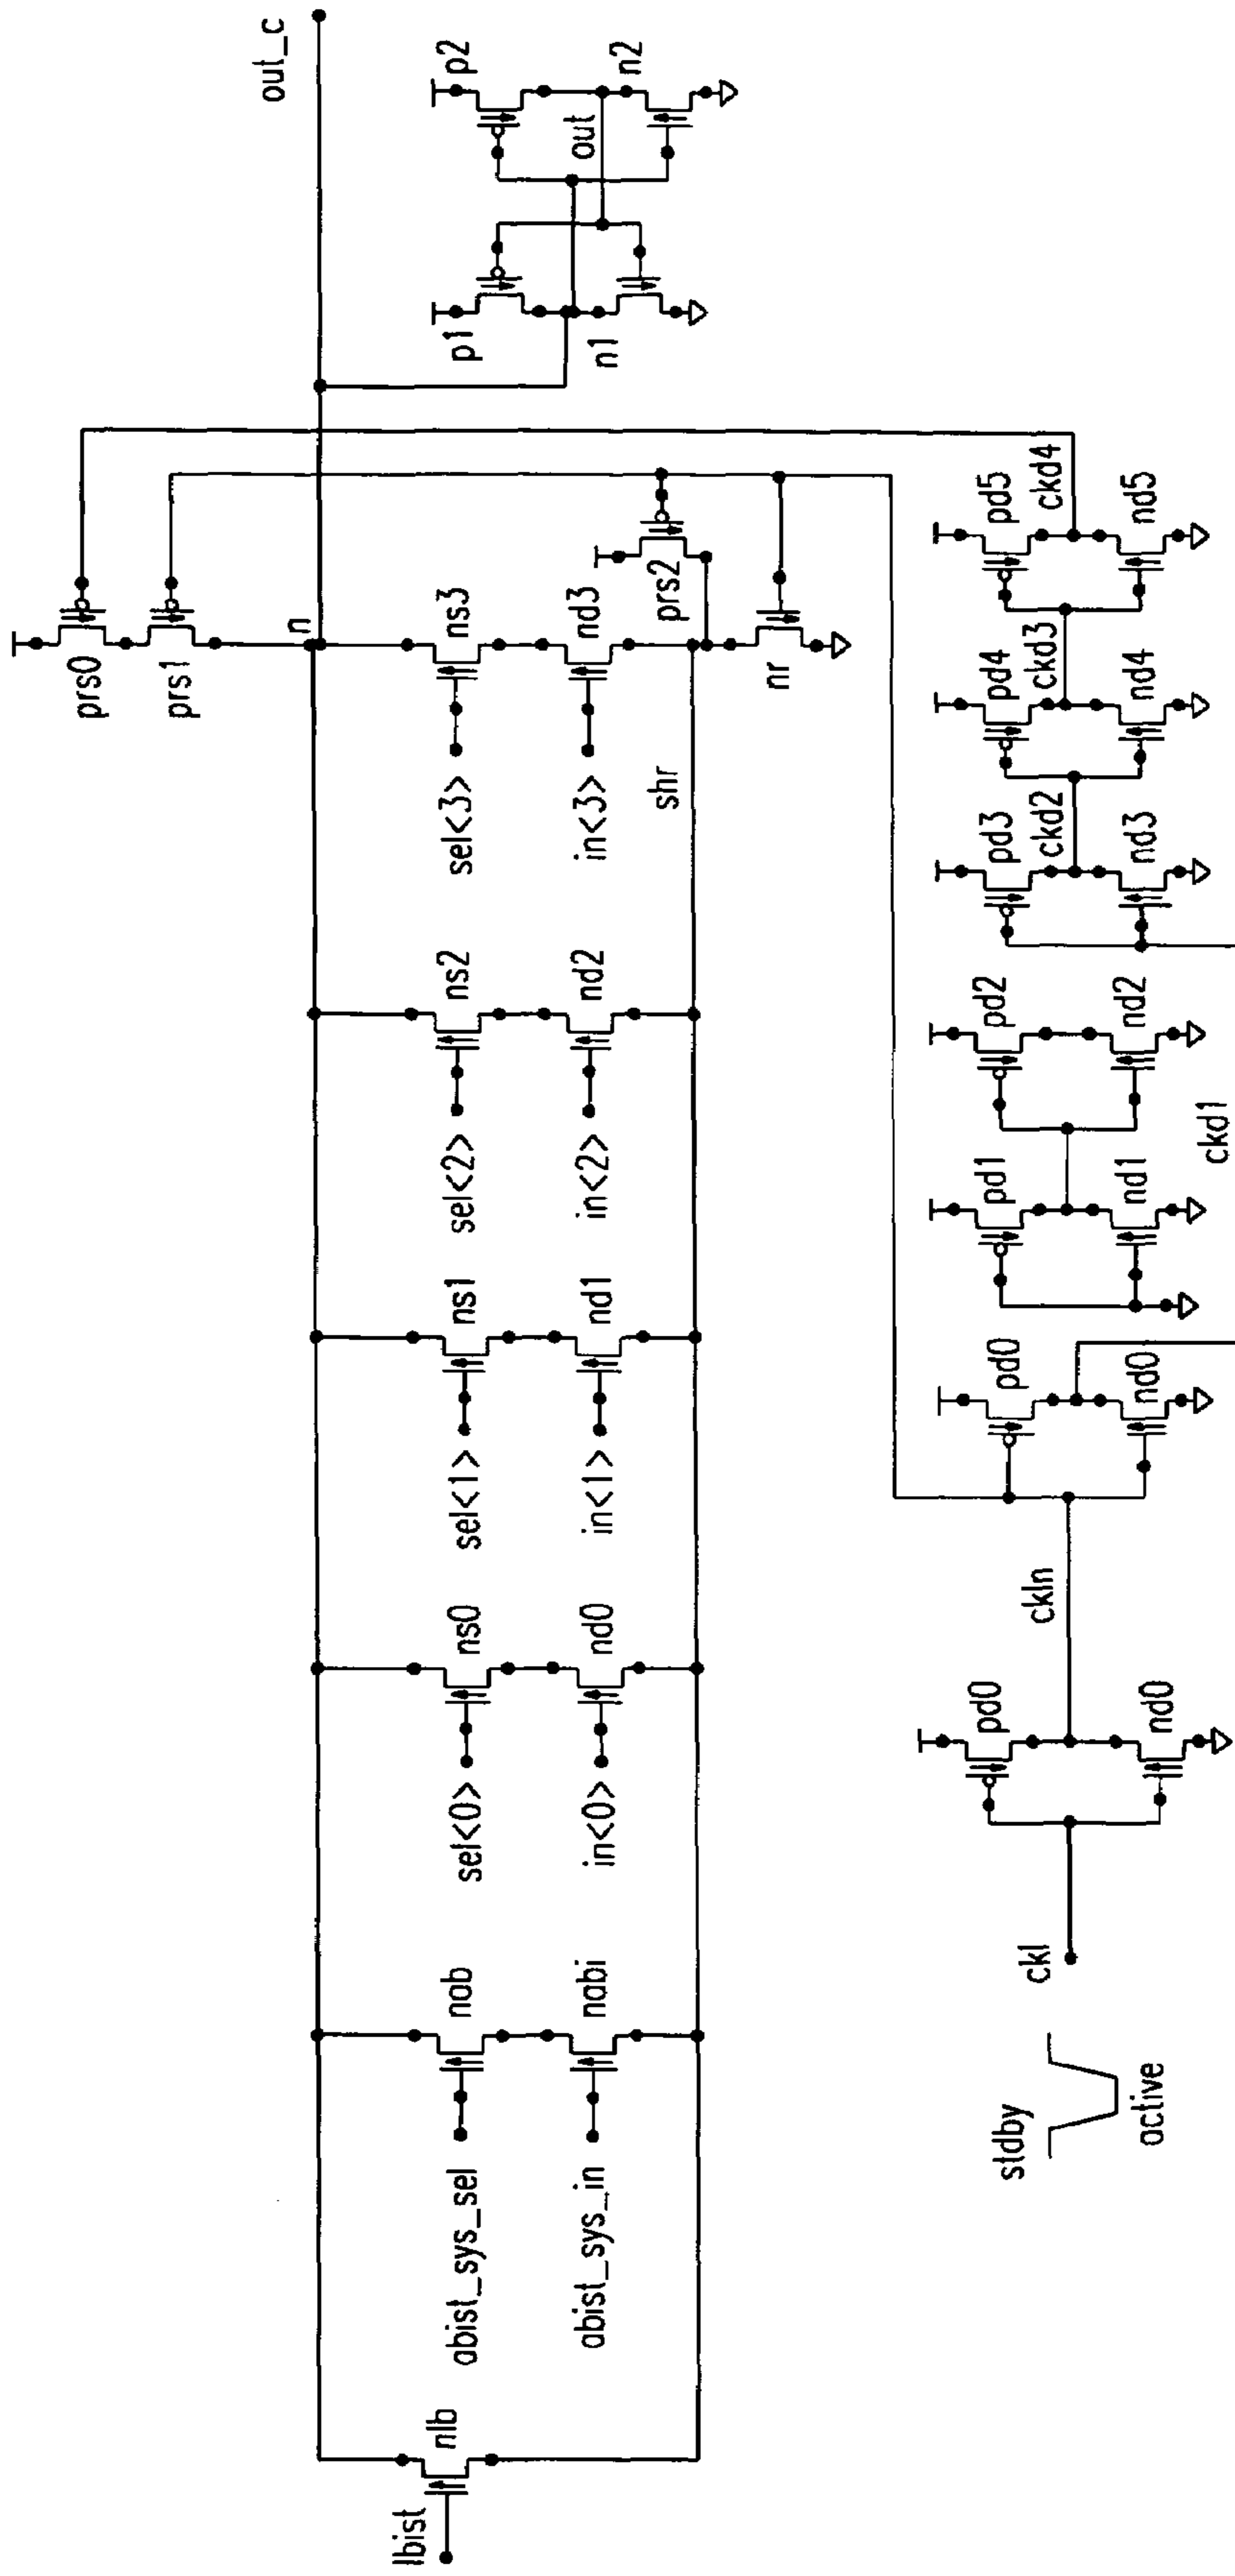 out_c
prs0
prs1
n
p1
p2
n1
out
n2
lbist
nlb
abist_sys_sel
nab
abist_sys_in
nabi
sel<0>
ns0
in<0>
nd0
sel<1>
ns1
in<1>
nd1
sel<2>
ns2
in<2>
nd2
sel<3>
ns3
in<3>
nd3
shr
prs2
nr
stdby
active
ckl
pd0
nd0
ckln
pd0
nd0
pd1
nd1
ckd1
pd2
nd2
pd3
ckd2
nd3
pd4
ckd3
nd4
pd5
ckd4
nd5